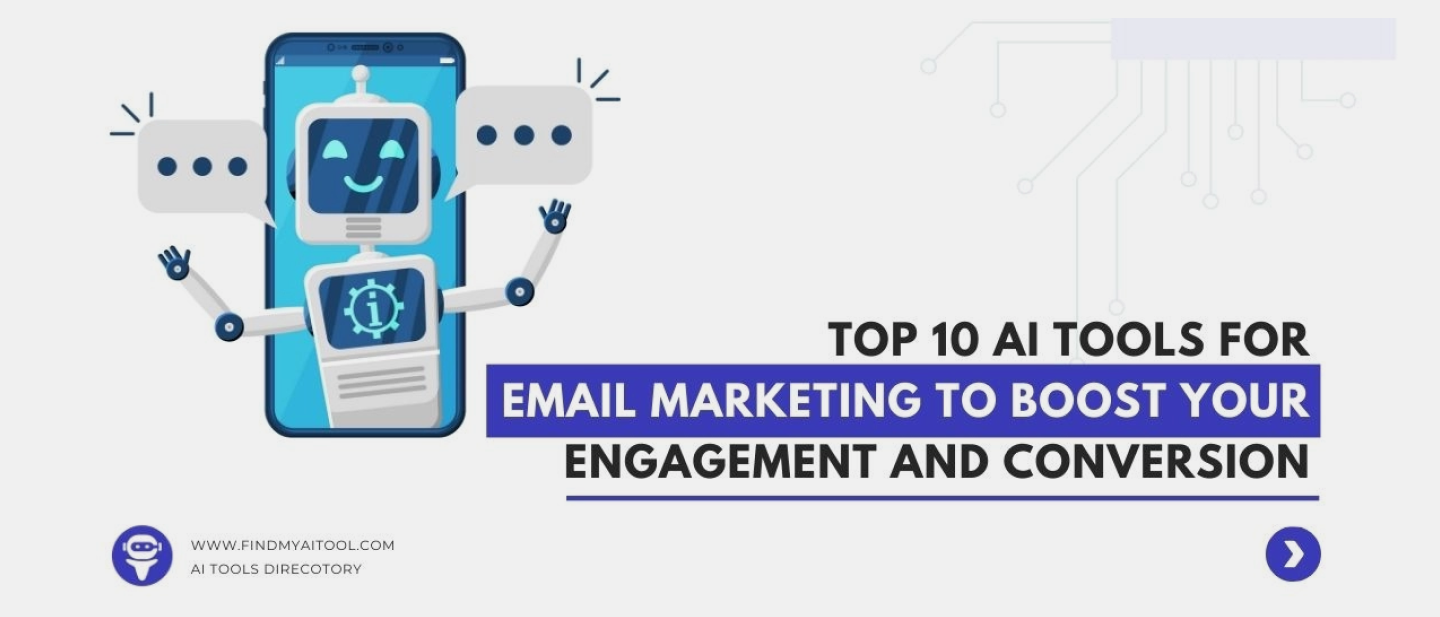 TOP 10 AI TOOLS FOR
EMAIL MARKETING TO BOOST YOUR
ENGAGEMENT AND CONVERSION
WWW.FINDMYAITOOL.COM
AI TOOLS DIRECOTORY